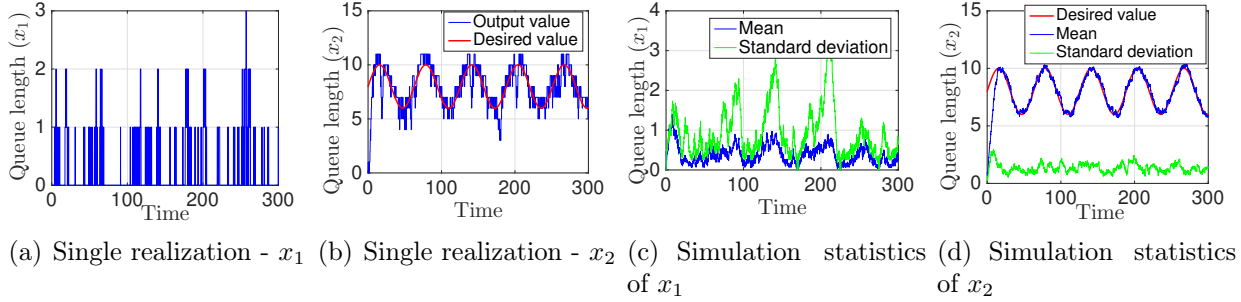 Queue length (x₁)
3
2
1
0
0
100
200
300
Time
Queue length (x₂)
15
10
5
0
Output value
Desired value
0
100
200
300
Time
Queue length (x₁)
4
3
2
1
0
Mean
Standard deviation
0
100
200
300
Time
Queue length (x₂)
15
10
5
0
Desired value
Mean
Standard deviation
0
100
200
300
Time
(a) Single realization - x₁
(b) Single realization - x₂
(c) Simulation statistics
of x₁
(d) Simulation statistics
of x₂